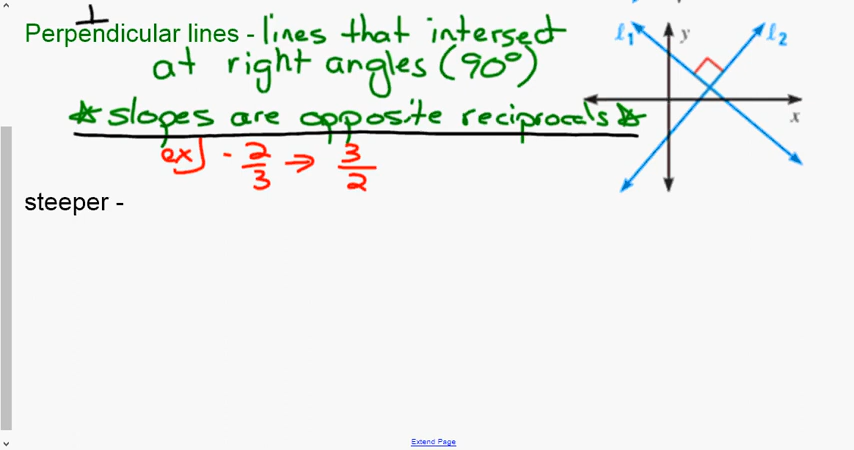 ⊥
Perpendicular lines - lines that intersect
at right angles (90°)
☆ slopes are opposite reciprocals ☆
ex] - 2/3 ⇒ 3/2
steeper -
ℓ1
y
ℓ2
x
Extend Page